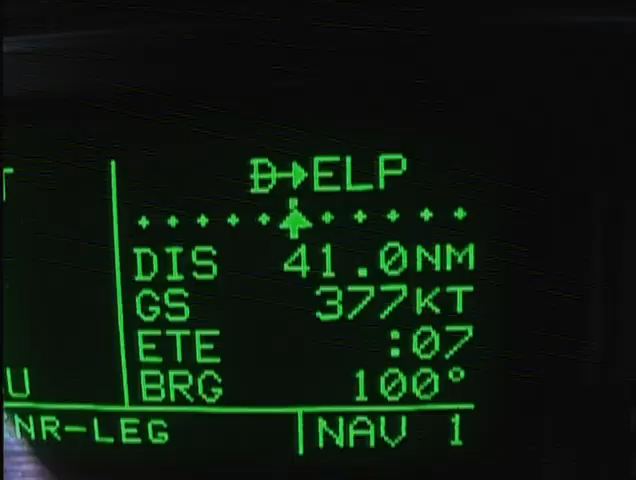 T
D→ELP
DIS 41.0NM
GS 377KT
ETE :07
U
BRG 100°
NR-LEG
NAV 1